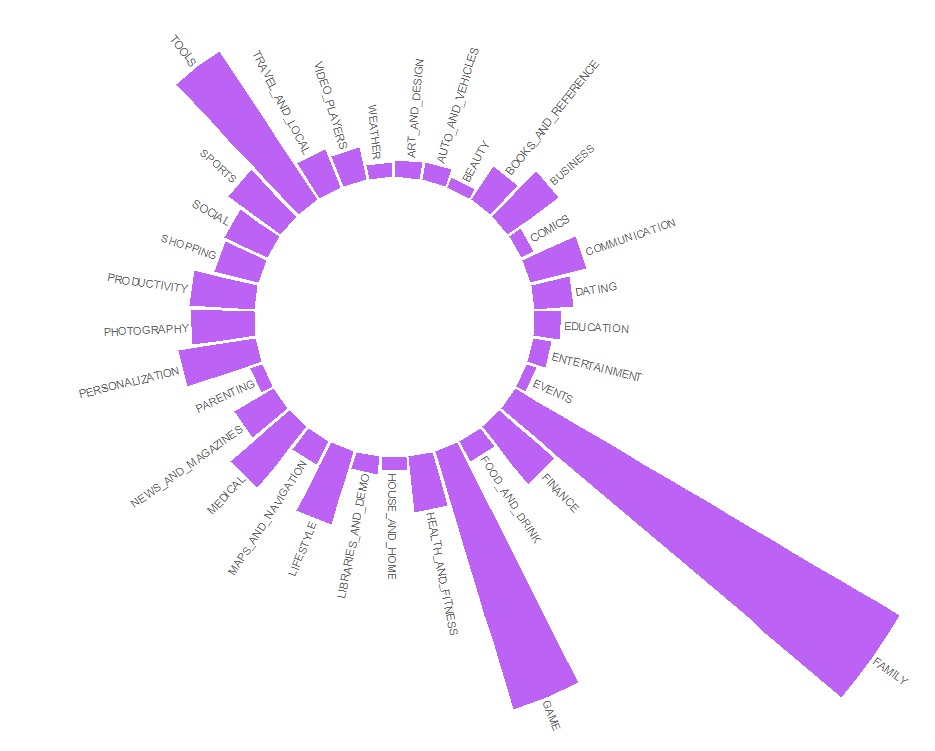 ART_AND_DESIGN
AUTO_AND_VEHICLES
BEAUTY
BOOKS_AND_REFERENCE
BUSINESS
COMICS
COMMUNICATION
DATING
EDUCATION
ENTERTAINMENT
EVENTS
FAMILY
FINANCE
FOOD_AND_DRINK
GAME
HEALTH_AND_FITNESS
HOUSE_AND_HOME
LIBRARIES_AND_DEMO
LIFESTYLE
MAPS_AND_NAVIGATION
MEDICAL
NEWS_AND_MAGAZINES
PARENTING
PERSONALIZATION
PHOTOGRAPHY
PRODUCTIVITY
SHOPPING
SOCIAL
SPORTS
TOOLS
TRAVEL_AND_LOCAL
VIDEO_PLAYERS
WEATHER